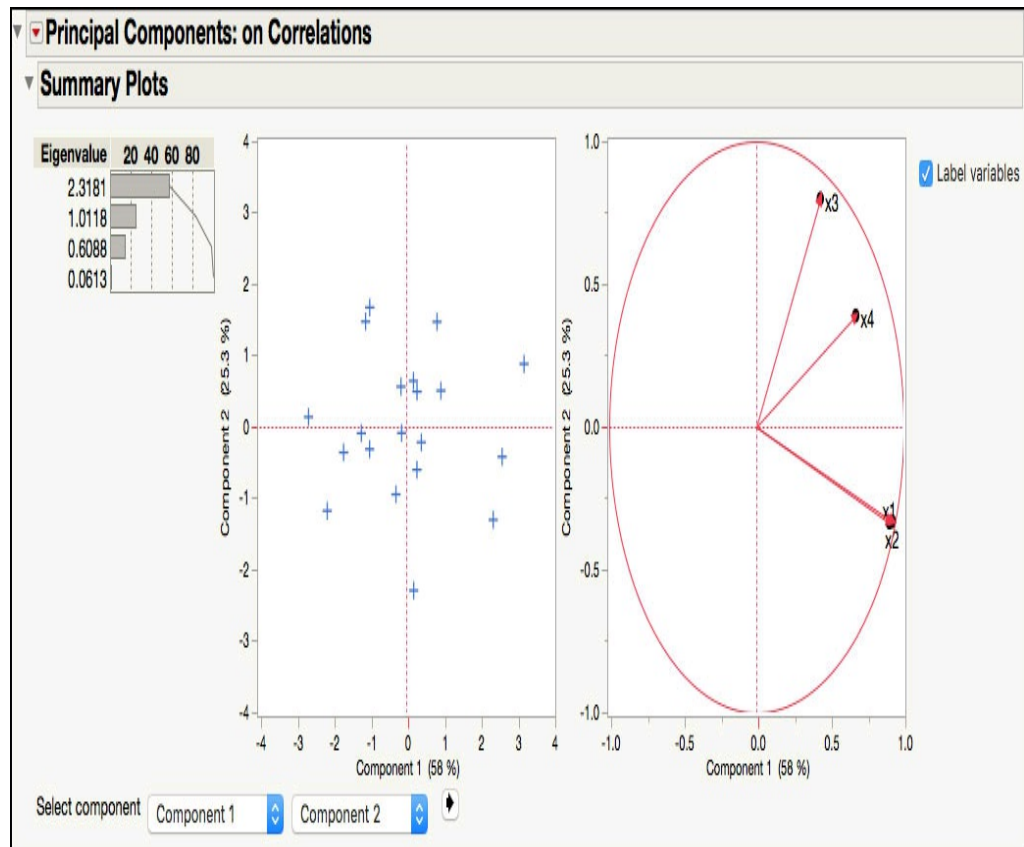 Principal Components: on Correlations
Summary Plots
Eigenvalue 20 40 60 80
2.3181
1.0118
0.6088
0.0613
4
3
2
1
0
-1
-2
-3
-4
Component 2 (25.3 %)
-4 -3 -2 -1 0 1 2 3 4
Component 1 (58 %)
1.0
0.5
0.0
-0.5
-1.0
Component 2 (25.3 %)
x3
x4
x1
x2
-1.0 -0.5 0.0 0.5 1.0
Component 1 (58 %)
Label variables
Select component Component 1 Component 2